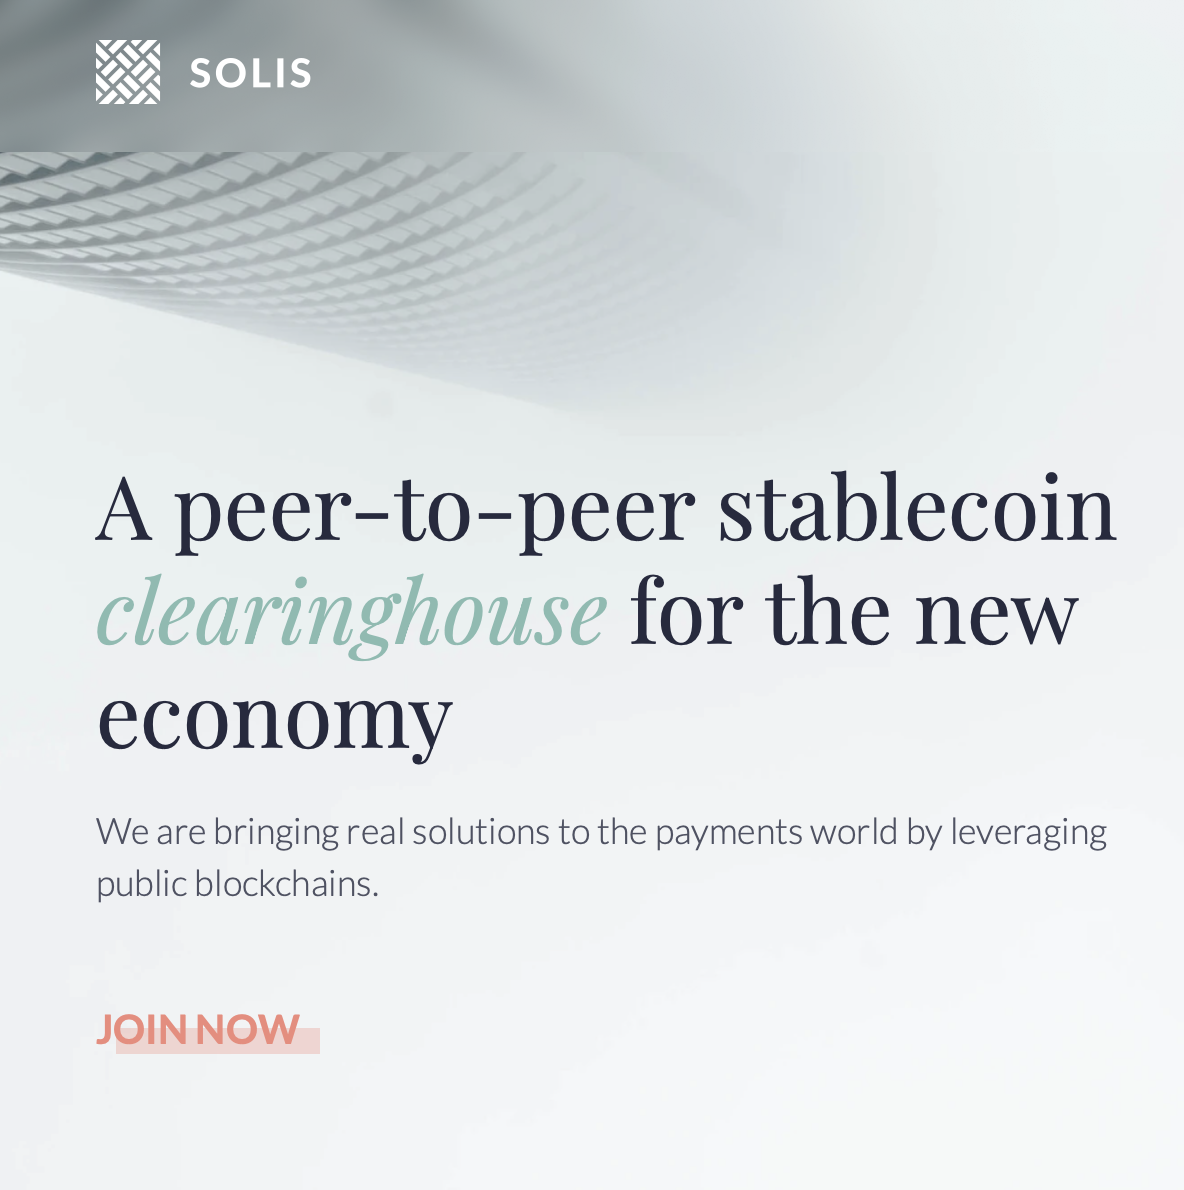 SOLIS
A peer-to-peer stablecoin
clearinghouse for the new
economy
We are bringing real solutions to the payments world by leveraging
public blockchains.
JOIN NOW